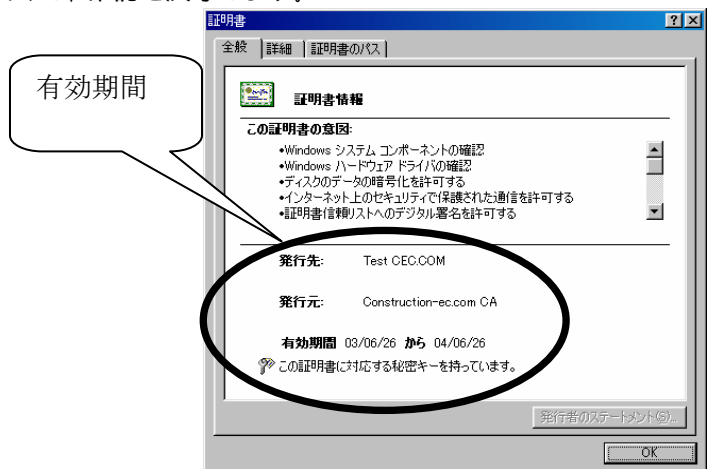 証明書
全般
詳細
証明書のパス
有効期間
証明書情報
この証明書の意図:
•Windows システム コンポーネントの確認
•Windows ハードウェア ドライバの確認
•ディスクのデータの暗号化を許可する
•インターネット上のセキュリティで保護された通信を許可する
•証明書信頼リストへのデジタル署名を許可する
発行先: Test CEC.COM
発行元: Construction-ec.com CA
有効期間 03/06/26 から 04/06/26
この証明書に対応する秘密キーを持っています。
発行者のステートメント(S)...
OK